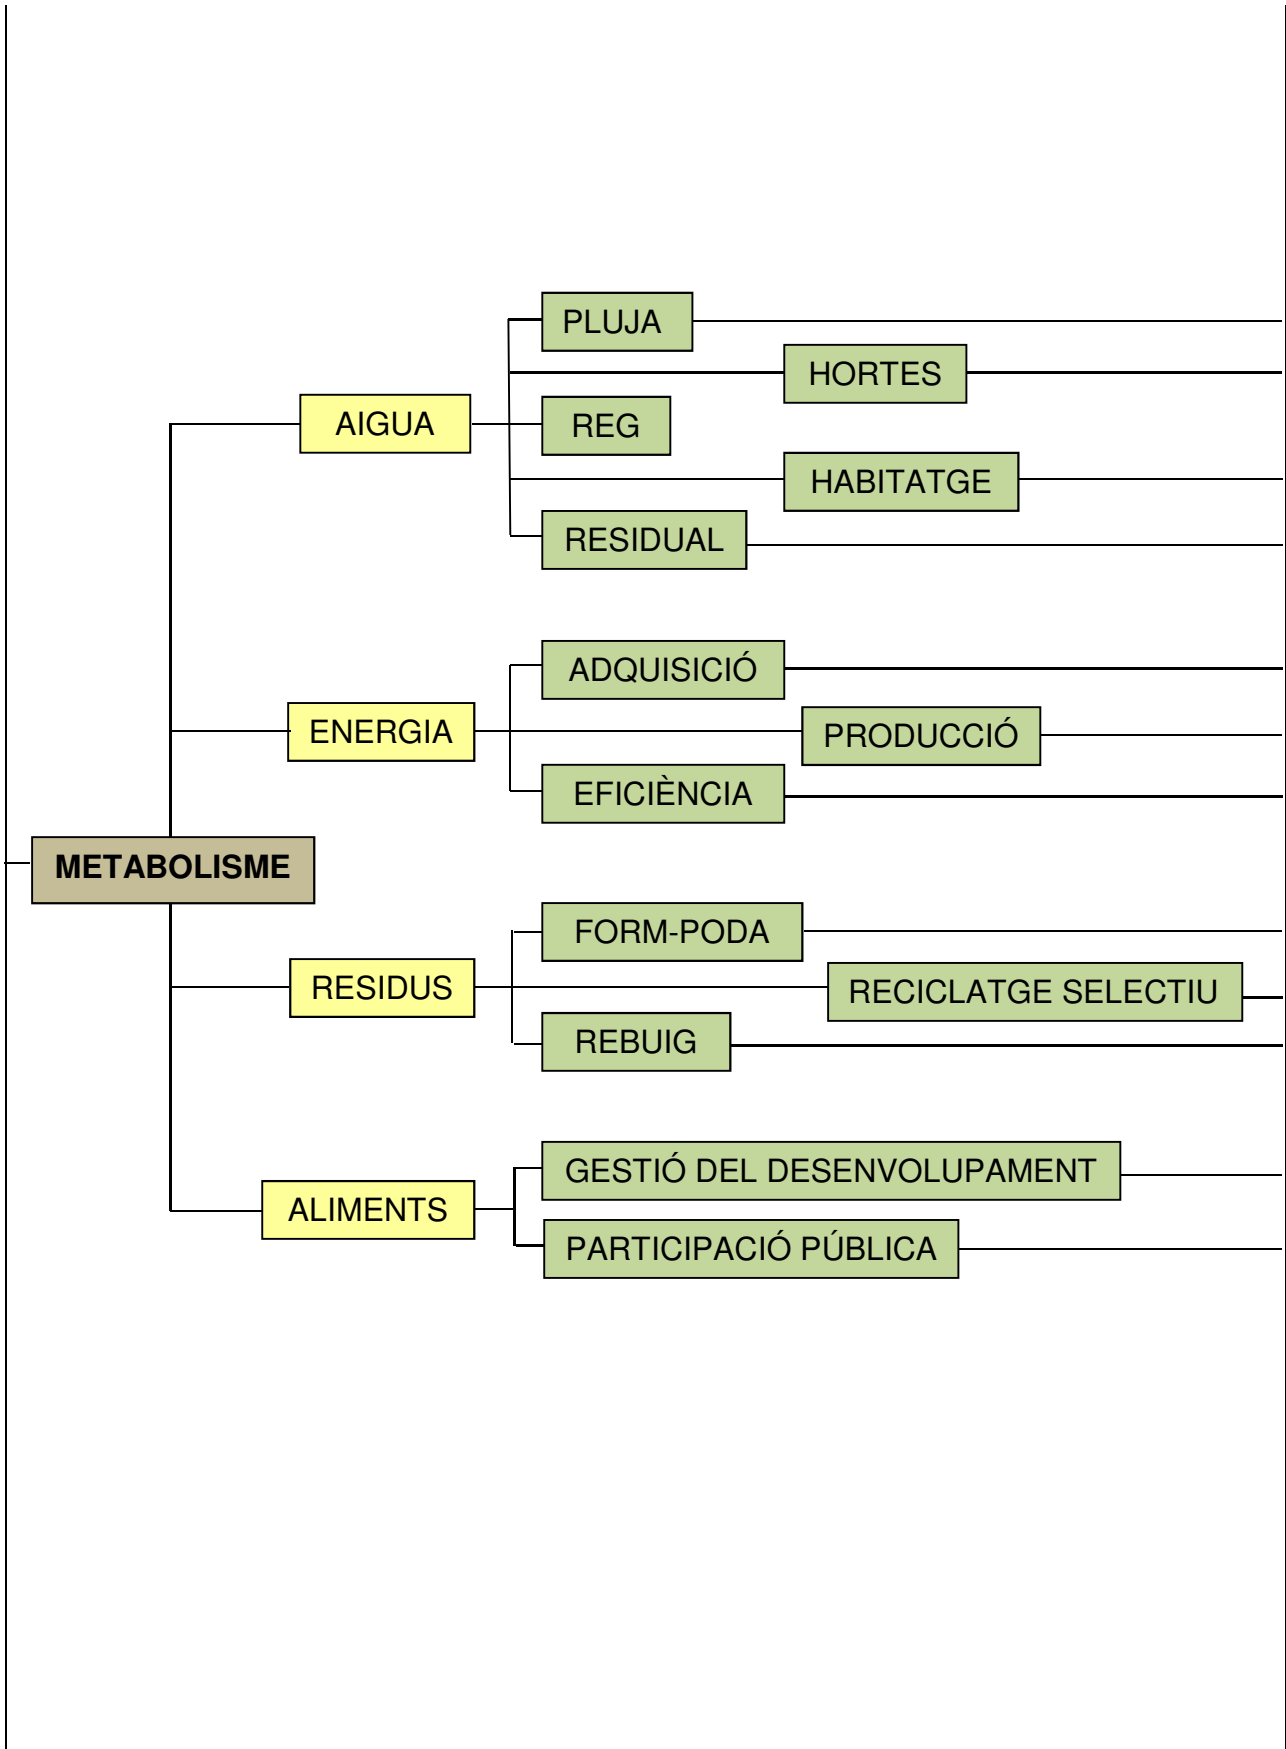 PLUJA
HORTES
AIGUA
REG
HABITATGE
RESIDUAL
ADQUISICIÓ
ENERGIA
PRODUCCIÓ
EFICIÈNCIA
METABOLISME
FORM-PODA
RESIDUS
RECICLATGE SELECTIU
REBUIG
GESTIÓ DEL DESENVOLUPAMENT
ALIMENTS
PARTICIPACIÓ PÚBLICA